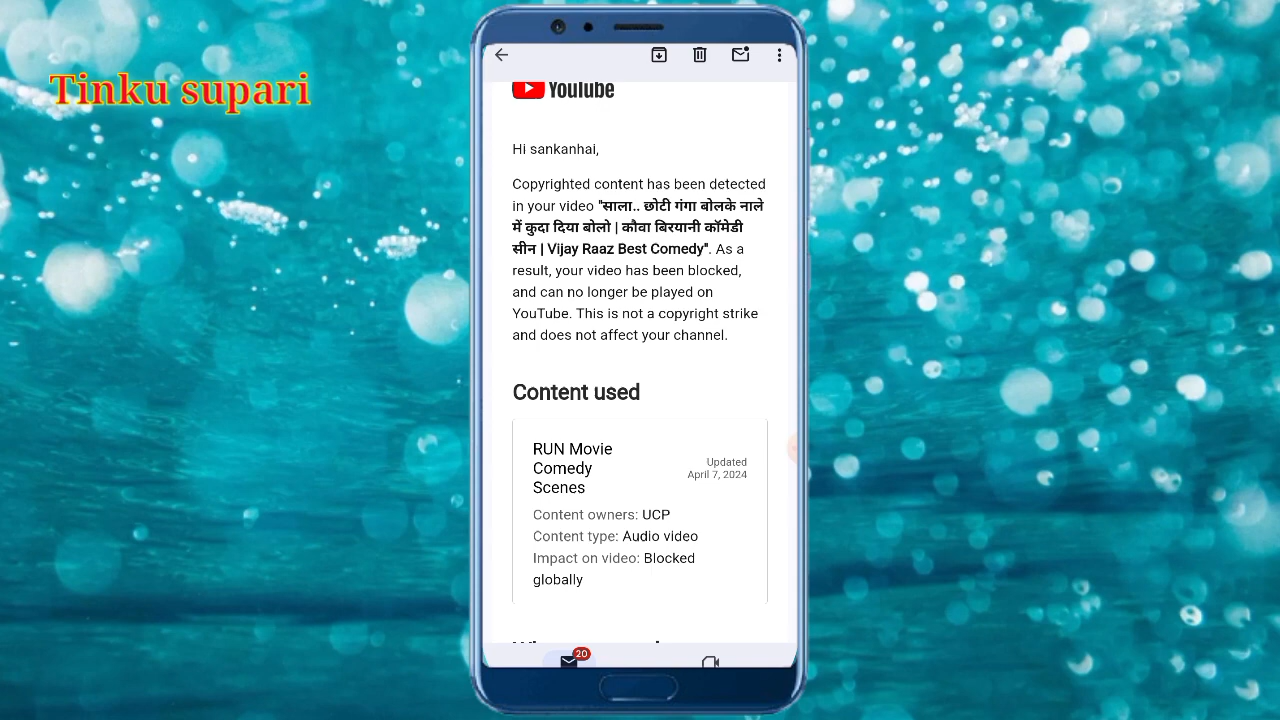 Tinku supari
YouTube
Hi sankanhai,
Copyrighted content has been detected
in your video "साला.. छोटी गंगा बोलके नाले
में कुदा दिया बोलो | कौवा बिरयानी कॉमेडी
सीन | Vijay Raaz Best Comedy". As a
result, your video has been blocked,
and can no longer be played on
YouTube. This is not a copyright strike
and does not affect your channel.
Content used
RUN Movie
Comedy
Scenes
Updated
April 7, 2024
Content owners: UCP
Content type: Audio video
Impact on video: Blocked
globally
20